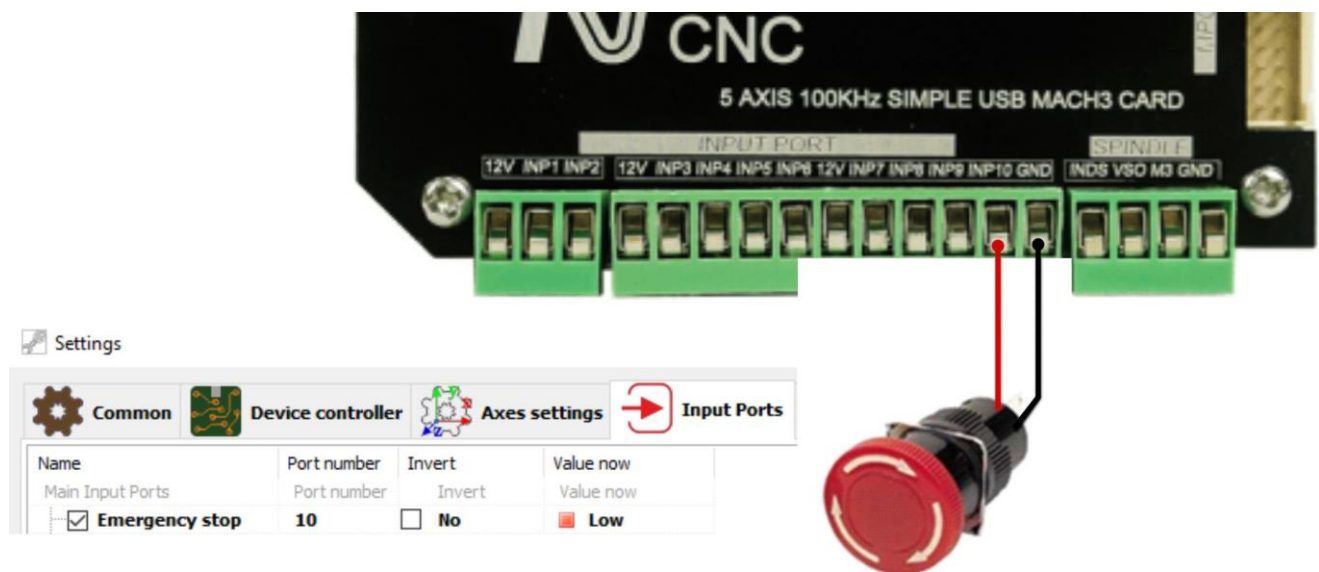 CNC
MPG
5 AXIS 100KHz SIMPLE USB MACH3 CARD
INPUT PORT
SPINDLE
12V INP1 INP2 12V INP3 INP4 INP5 INP6 12V INP7 INP8 INP9 INP10 GND INDS VSO M3 GND
Settings
Common Device controller Axes settings Input Ports
Name Port number Invert Value now
Main Input Ports Port number Invert Value now
Emergency stop 10 No Low